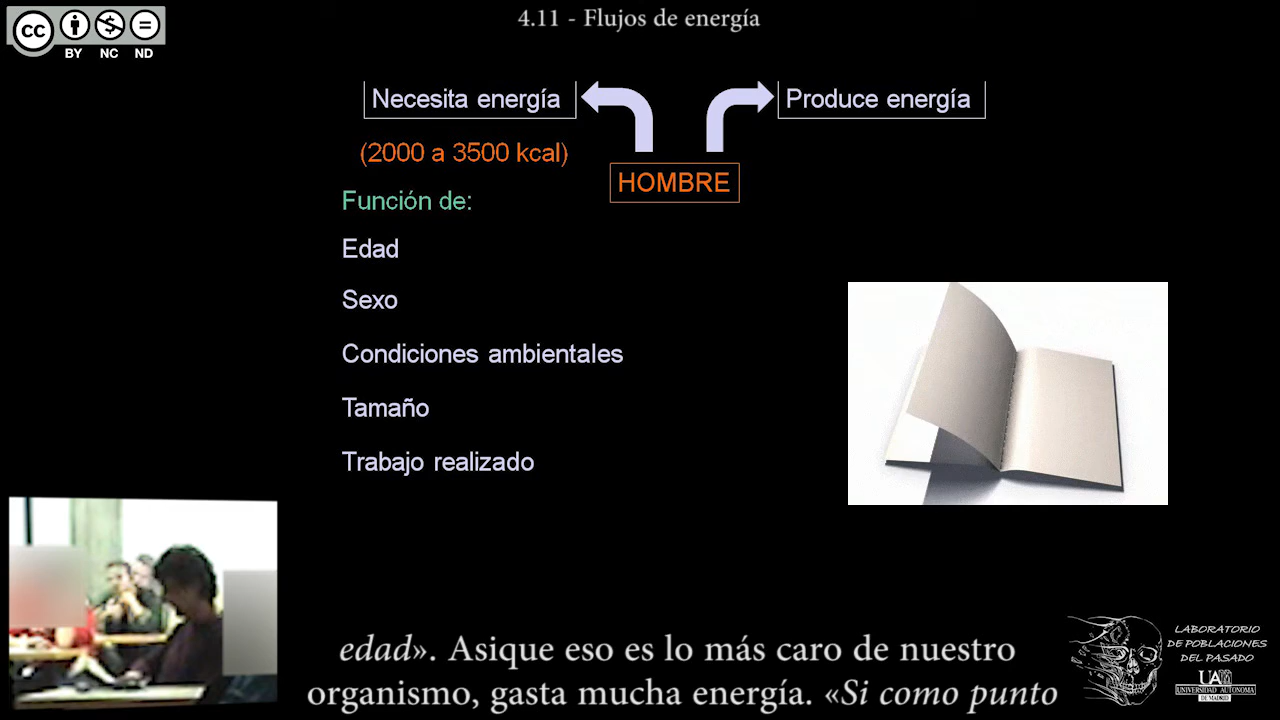 4.11 - Flujos de energía
cc
BY NC ND
Necesita energía
Produce energía
(2000 a 3500 kcal)
HOMBRE
Función de:
Edad
Sexo
Condiciones ambientales
Tamaño
Trabajo realizado
edad». Asique eso es lo más caro de nuestro
organismo, gasta mucha energía. «Si como punto
LABORATORIO
DE POBLACIONES
DEL PASADO
UAM
UNIVERSIDAD AUTONOMA
DE MADRID